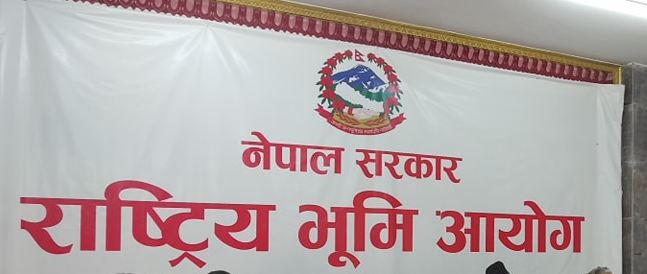 नेपाल सरकार
राष्ट्रिय भूमि आयोग